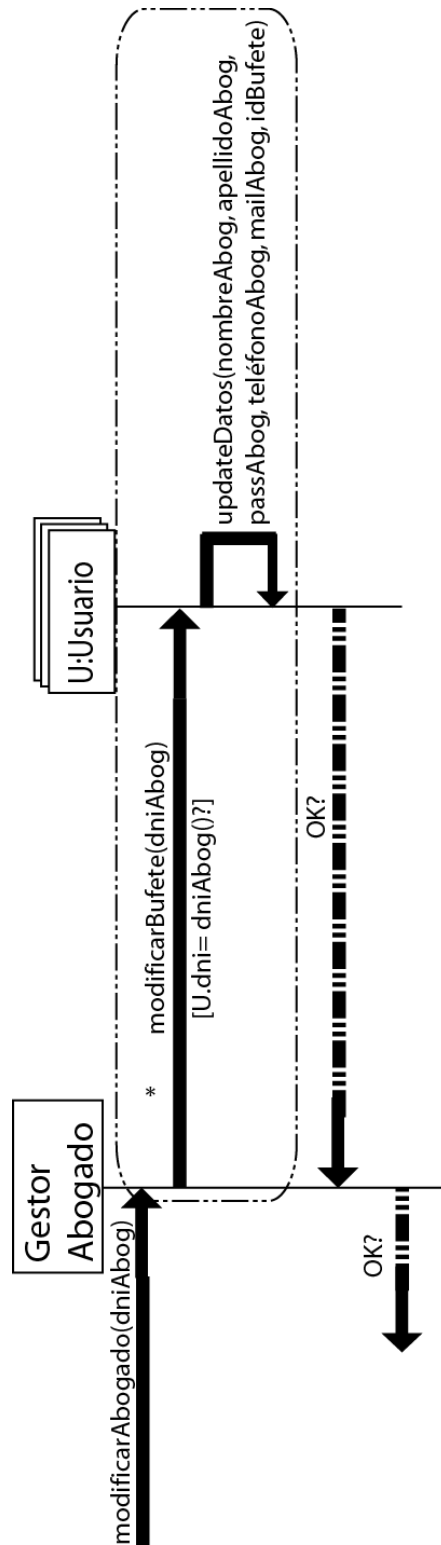 Gestor
Abogado
U:Usuario
modificarAbogado(dniAbog)
*
modificarBufete(dniAbog)
[U.dni= dniAbog()?]
updateDatos(nombreAbog, apellidoAbog,
passAbog, teléfonoAbog, mailAbog, idBufete)
OK?
OK?